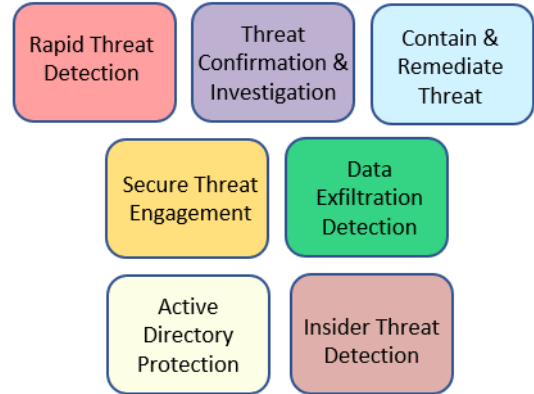 Rapid Threat
Detection
Threat
Confirmation &
Investigation
Contain &
Remediate
Threat
Secure Threat
Engagement
Data
Exfiltration
Detection
Active
Directory
Protection
Insider Threat
Detection